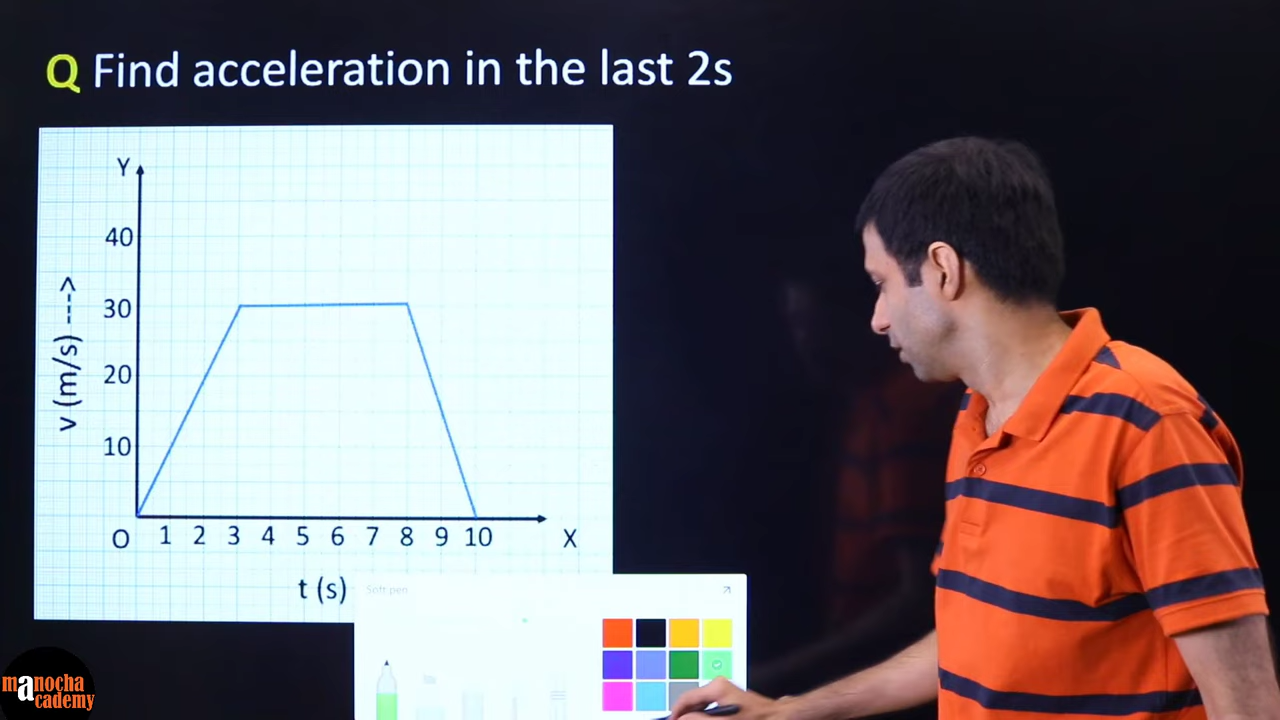 Q Find acceleration in the last 2s
Y
40
30
20
10
v (m/s) --->
O 1 2 3 4 5 6 7 8 9 10 X
t (s)
Soft pen
manocha
academy